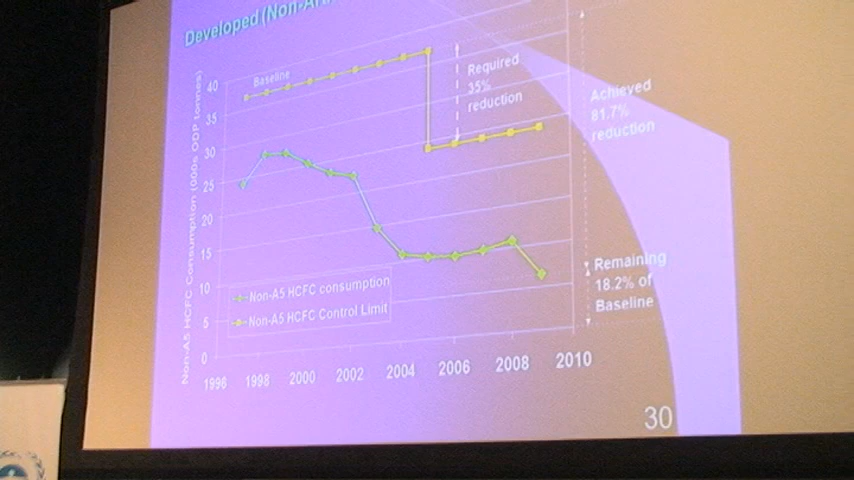 Developed (Non-Art
40
35
30
25
20
15
10
5
0
Non-A5 HCFC Consumption (000s ODP tonnes)
Baseline
Required
35%
reduction
Achieved
81.7%
reduction
Remaining
18.2% of
Baseline
Non-A5 HCFC consumption
Non-A5 HCFC Control Limit
1996 1998 2000 2002 2004 2006 2008 2010
30